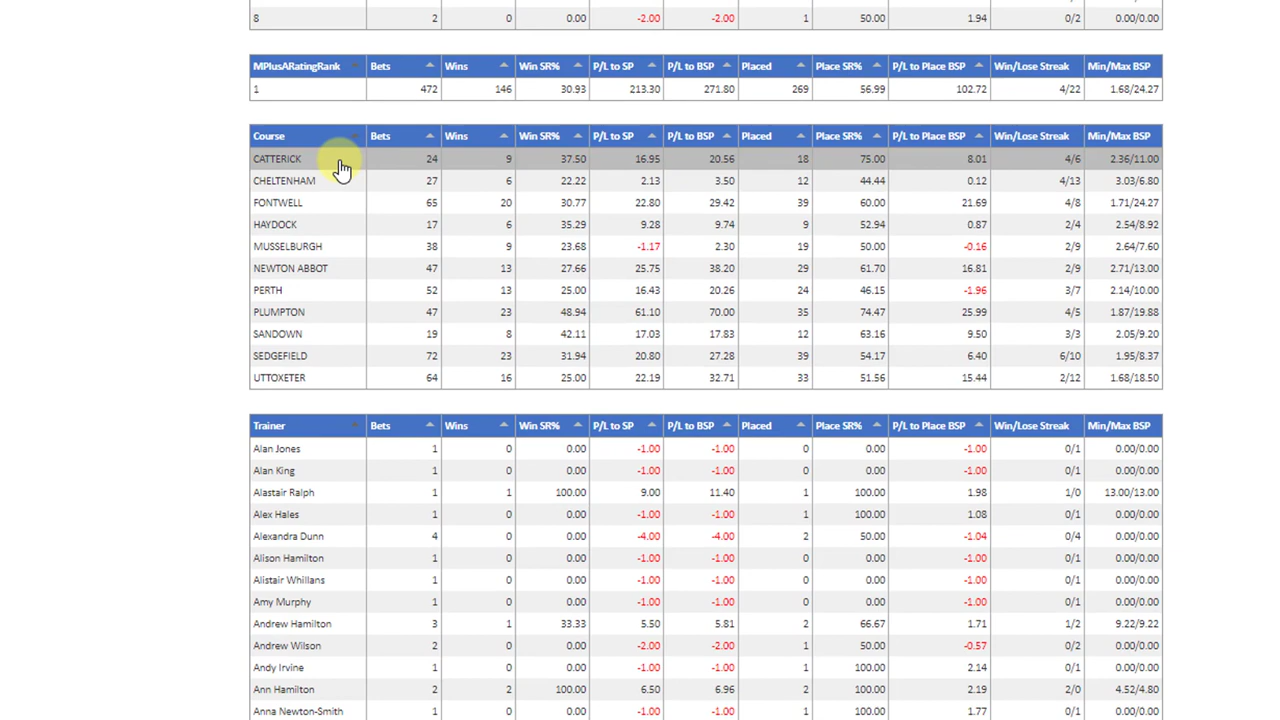 8 2 0 0.00 -2.00 -2.00 1 50.00 1.94 0/2 0.00/0.00
MPlusARatingRank Bets Wins Win SR% P/L to SP P/L to BSP Placed Place SR% P/L to Place BSP Win/Lose Streak Min/Max BSP
1 472 146 30.93 213.30 271.80 269 56.99 102.72 4/22 1.68/24.27
Course Bets Wins Win SR% P/L to SP P/L to BSP Placed Place SR% P/L to Place BSP Win/Lose Streak Min/Max BSP
CATTERICK 24 9 37.50 16.95 20.56 18 75.00 8.01 4/6 2.36/11.00
CHELTENHAM 27 6 22.22 2.13 3.50 12 44.44 0.12 4/13 3.03/6.80
FONTWELL 65 20 30.77 22.80 29.42 39 60.00 21.69 4/8 1.71/24.27
HAYDOCK 17 6 35.29 9.28 9.74 9 52.94 0.87 2/4 2.54/8.92
MUSSELBURGH 38 9 23.68 -1.17 2.30 19 50.00 -0.16 2/9 2.64/7.60
NEWTON ABBOT 47 13 27.66 25.75 38.20 29 61.70 16.81 2/9 2.71/13.00
PERTH 52 13 25.00 16.43 20.26 24 46.15 -1.96 3/7 2.14/10.00
PLUMPTON 47 23 48.94 61.10 70.00 35 74.47 25.99 4/5 1.87/19.88
SANDOWN 19 8 42.11 17.03 17.83 12 63.16 9.50 3/3 2.05/9.20
SEDGEFIELD 72 23 31.94 20.80 27.28 39 54.17 6.40 6/10 1.95/8.37
UTTOXETER 64 16 25.00 22.19 32.71 33 51.56 15.44 2/12 1.68/18.50
Trainer Bets Wins Win SR% P/L to SP P/L to BSP Placed Place SR% P/L to Place BSP Win/Lose Streak Min/Max BSP
Alan Jones 1 0 0.00 -1.00 -1.00 0 0.00 -1.00 0/1 0.00/0.00
Alan King 1 0 0.00 -1.00 -1.00 0 0.00 -1.00 0/1 0.00/0.00
Alastair Ralph 1 1 100.00 9.00 11.40 1 100.00 1.98 1/0 13.00/13.00
Alex Hales 1 0 0.00 -1.00 -1.00 1 100.00 1.08 0/1 0.00/0.00
Alexandra Dunn 4 0 0.00 -4.00 -4.00 2 50.00 -1.04 0/4 0.00/0.00
Alison Hamilton 1 0 0.00 -1.00 -1.00 0 0.00 -1.00 0/1 0.00/0.00
Alistair Whillans 1 0 0.00 -1.00 -1.00 0 0.00 -1.00 0/1 0.00/0.00
Amy Murphy 1 0 0.00 -1.00 -1.00 0 0.00 -1.00 0/1 0.00/0.00
Andrew Hamilton 3 1 33.33 5.50 5.81 2 66.67 1.71 1/2 9.22/9.22
Andrew Wilson 2 0 0.00 -2.00 -2.00 1 50.00 -0.57 0/2 0.00/0.00
Andy Irvine 1 0 0.00 -1.00 -1.00 1 100.00 2.14 0/1 0.00/0.00
Ann Hamilton 2 2 100.00 6.50 6.96 2 100.00 2.19 2/0 4.52/4.80
Anna Newton-Smith 1 0 0.00 -1.00 -1.00 1 100.00 1.77 0/1 0.00/0.00